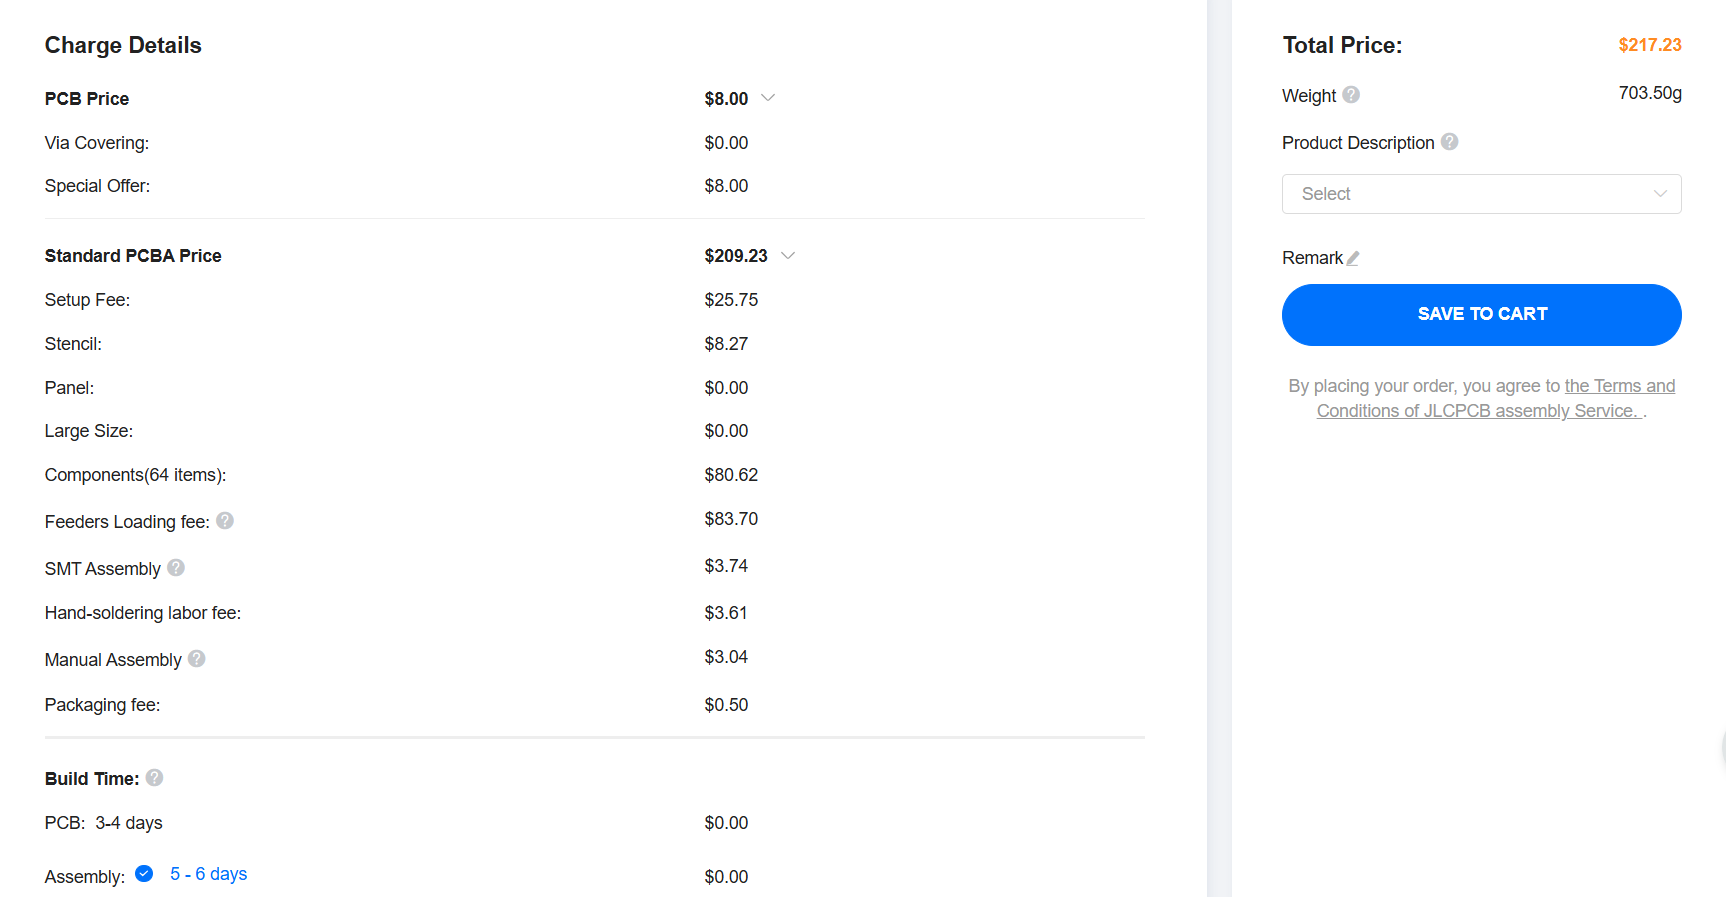 Charge Details
PCB Price $8.00
Via Covering: $0.00
Special Offer: $8.00
Standard PCBA Price $209.23
Setup Fee: $25.75
Stencil: $8.27
Panel: $0.00
Large Size: $0.00
Components(64 items): $80.62
Feeders Loading fee: $83.70
SMT Assembly $3.74
Hand-soldering labor fee: $3.61
Manual Assembly $3.04
Packaging fee: $0.50
Build Time:
PCB: 3-4 days $0.00
Assembly: 5 - 6 days $0.00
Total Price: $217.23
Weight 703.50g
Product Description
Select
Remark
SAVE TO CART
By placing your order, you agree to the Terms and
Conditions of JLCPCB assembly Service. .